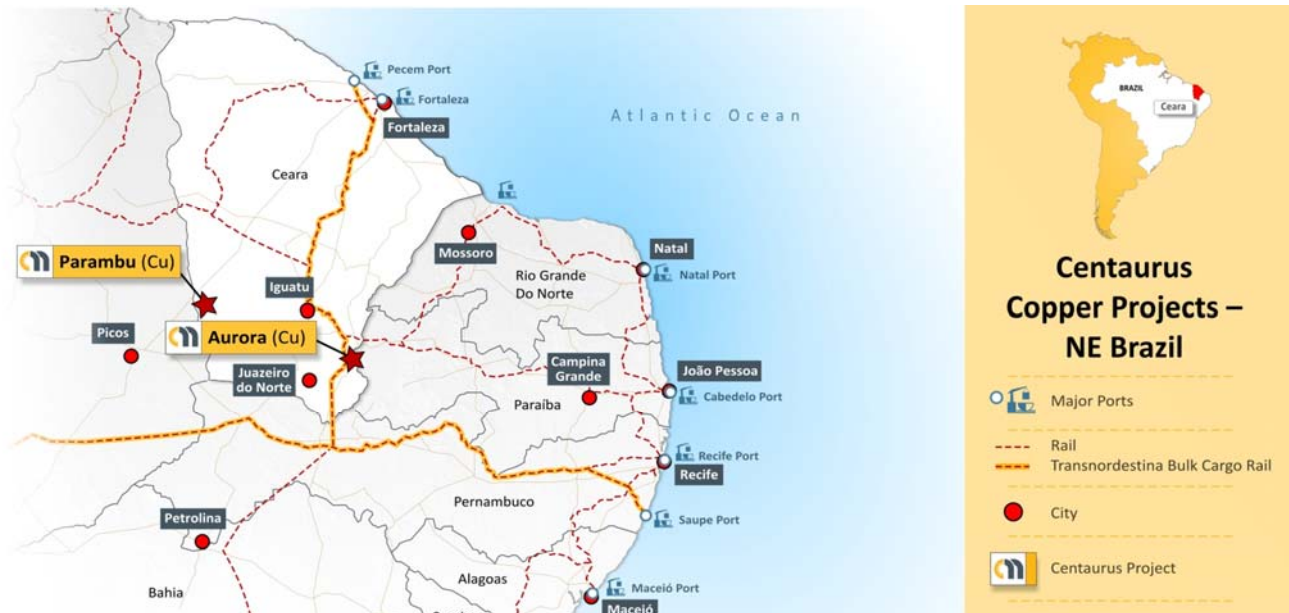 Pecem Port
Fortaleza
Fortaleza
Atlantic Ocean
Ceara
Parambu (Cu)
Mossoro
Natal
Natal Port
Rio Grande
Do Norte
Iguatu
Picos
Aurora (Cu)
Juazeiro
do Norte
Campina
Grande
João Pessoa
Cabedelo Port
Paraíba
Recife Port
Recife
Pernambuco
Saupe Port
Petrolina
Bahia
Alagoas
Maceió Port
Maceió
BRAZIL
Ceara
Centaurus
Copper Projects –
NE Brazil
Major Ports
Rail
Transnordestina Bulk Cargo Rail
City
Centaurus Project